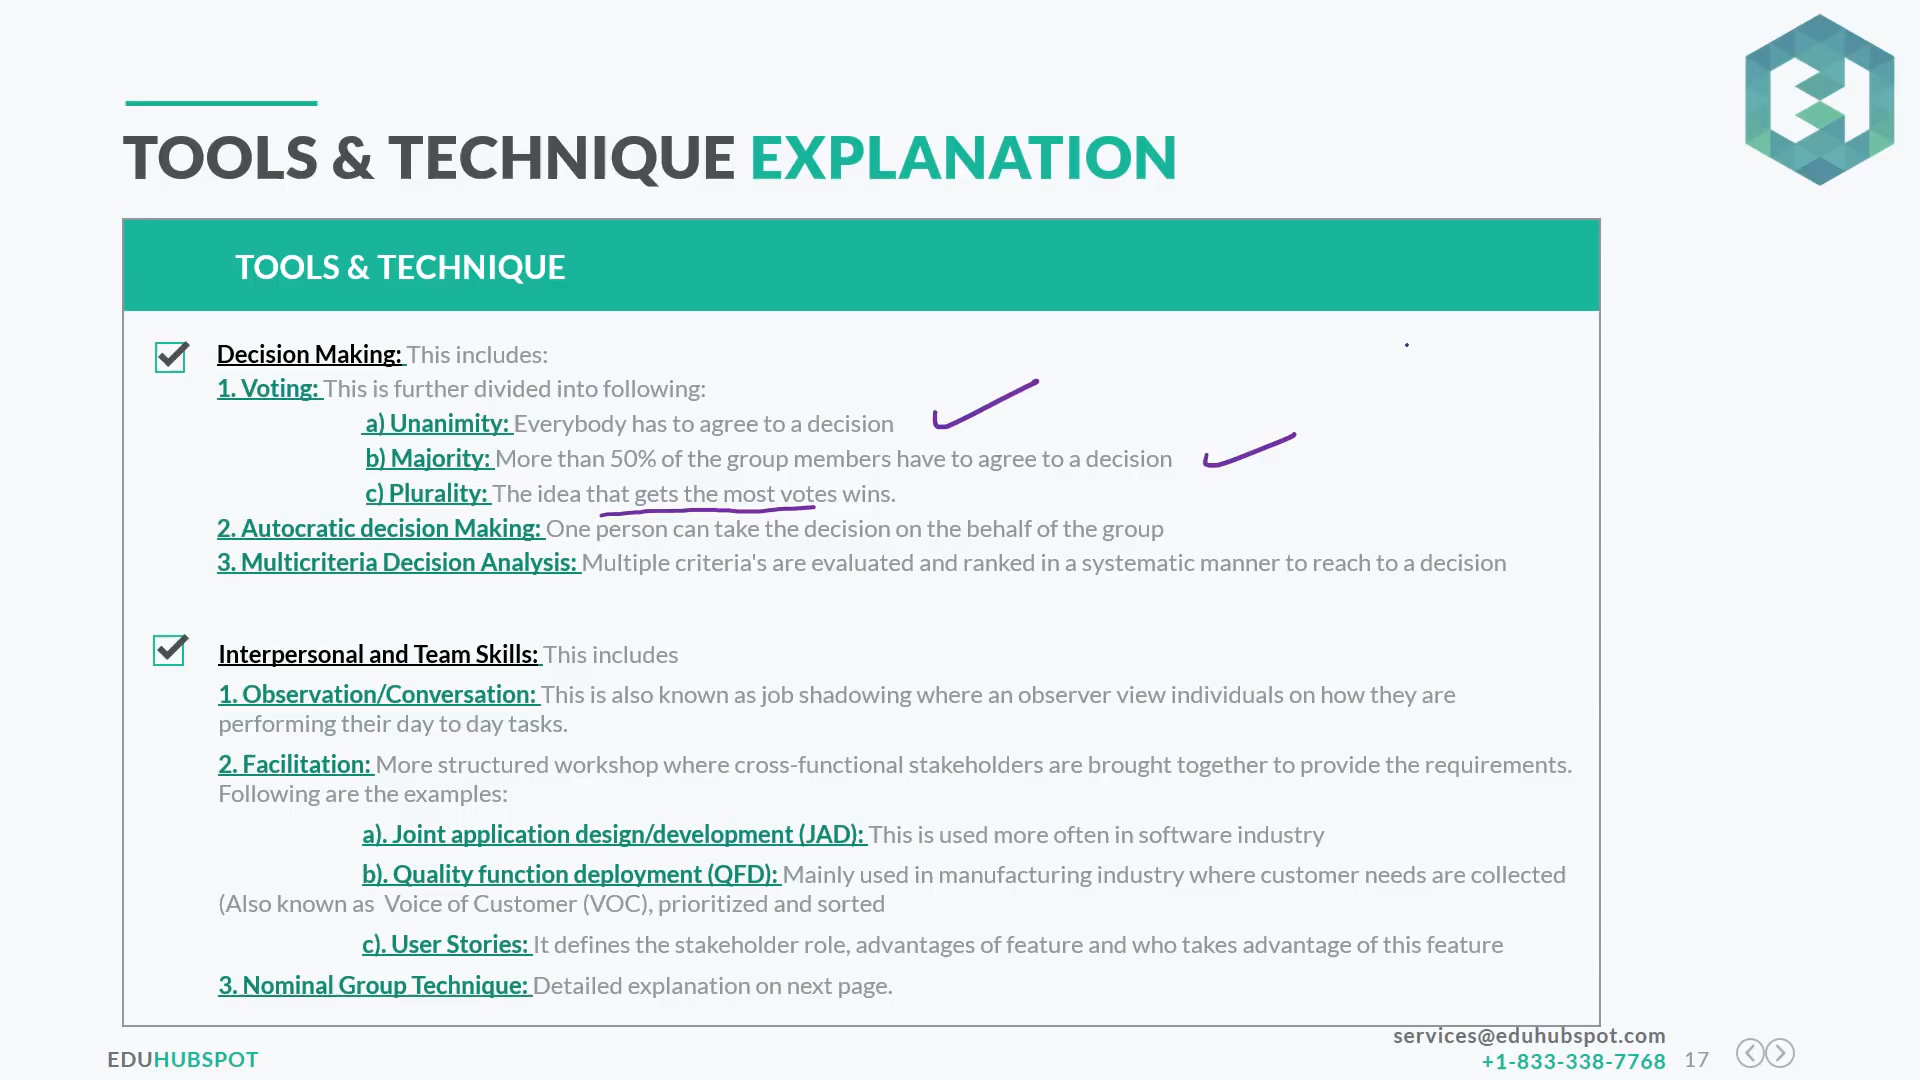 TOOLS & TECHNIQUE EXPLANATION
TOOLS & TECHNIQUE
Decision Making: This includes:
1. Voting: This is further divided into following:
a) Unanimity: Everybody has to agree to a decision
b) Majority: More than 50% of the group members have to agree to a decision
c) Plurality: The idea that gets the most votes wins.
2. Autocratic decision Making: One person can take the decision on the behalf of the group
3. Multicriteria Decision Analysis: Multiple criteria's are evaluated and ranked in a systematic manner to reach to a decision
Interpersonal and Team Skills: This includes
1. Observation/Conversation: This is also known as job shadowing where an observer view individuals on how they are
performing their day to day tasks.
2. Facilitation: More structured workshop where cross-functional stakeholders are brought together to provide the requirements.
Following are the examples:
a). Joint application design/development (JAD): This is used more often in software industry
b). Quality function deployment (QFD): Mainly used in manufacturing industry where customer needs are collected
(Also known as Voice of Customer (VOC), prioritized and sorted
c). User Stories: It defines the stakeholder role, advantages of feature and who takes advantage of this feature
3. Nominal Group Technique: Detailed explanation on next page.
services@eduhubspot.com
EDUHUBSPOT
+1-833-338-7768 17